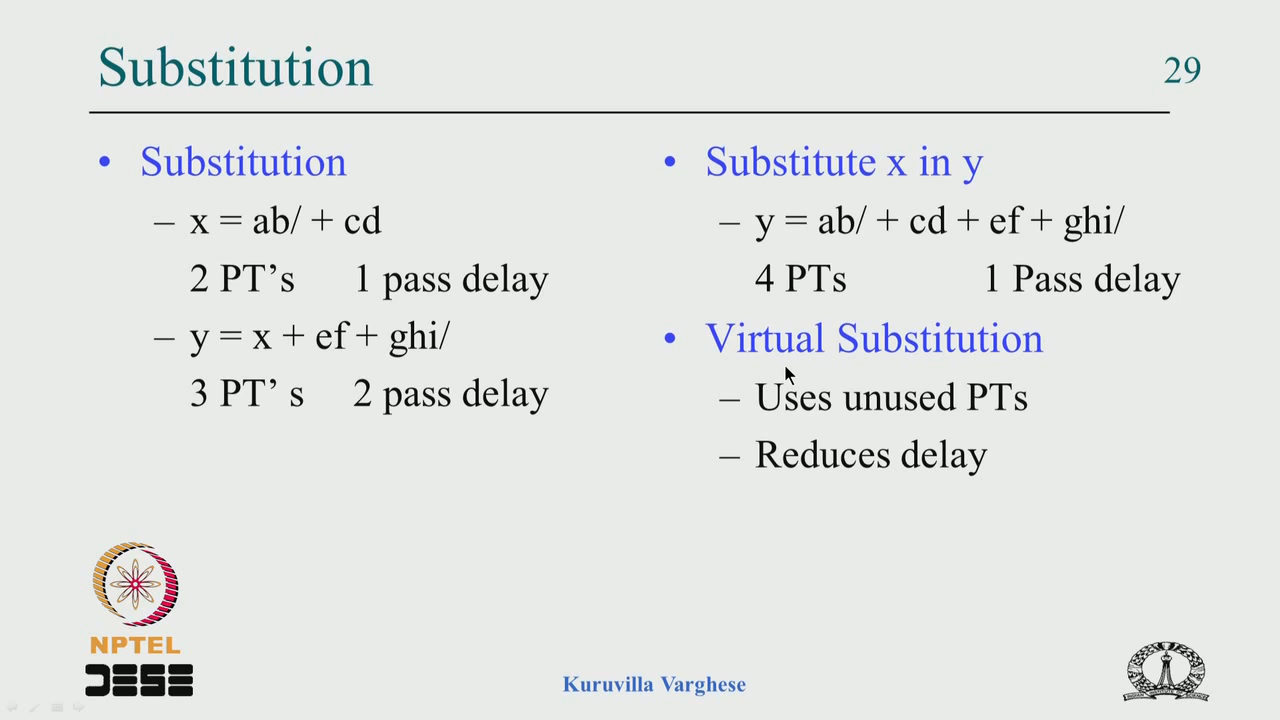 Substitution
29
• Substitution
– x = ab/ + cd
2 PT’s 1 pass delay
– y = x + ef + ghi/
3 PT’ s 2 pass delay
• Substitute x in y
– y = ab/ + cd + ef + ghi/
4 PTs 1 Pass delay
• Virtual Substitution
– Uses unused PTs
– Reduces delay
NPTEL
DESE
Kuruvilla Varghese